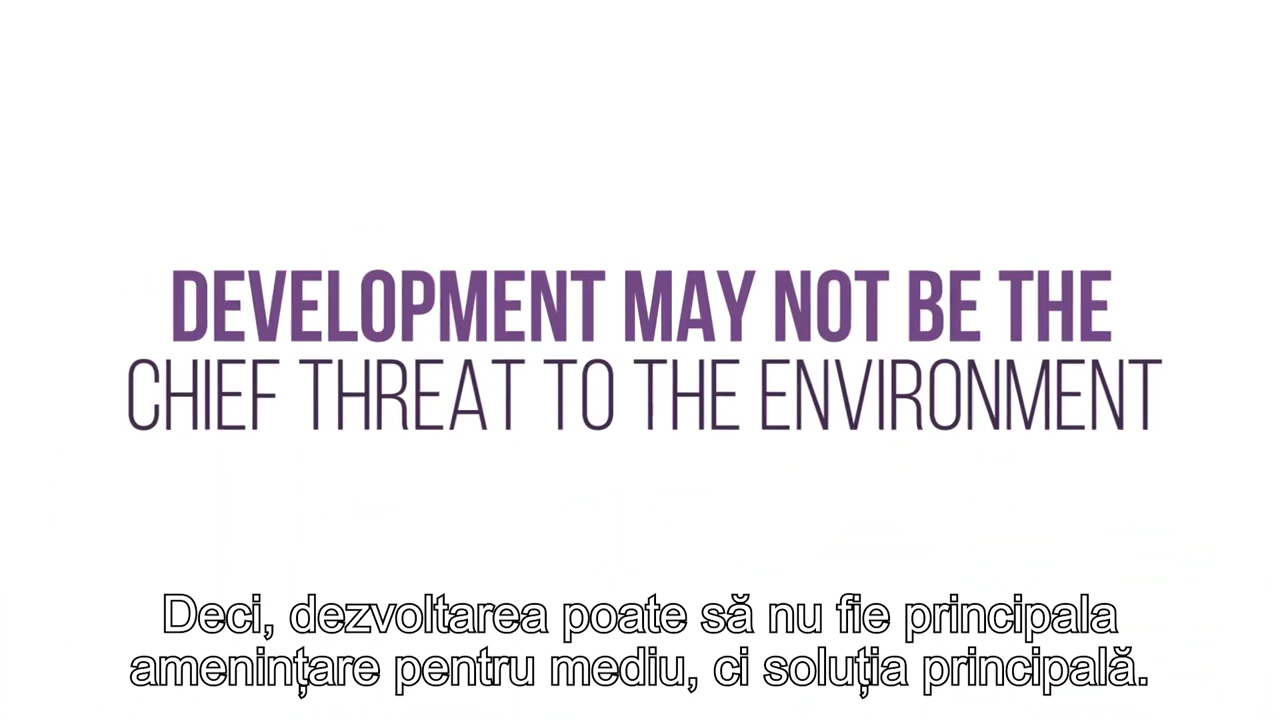 DEVELOPMENT MAY NOT BE THE
CHIEF THREAT TO THE ENVIRONMENT
Deci, dezvoltarea poate să nu fie principala
amenințare pentru mediu, ci soluția principală.